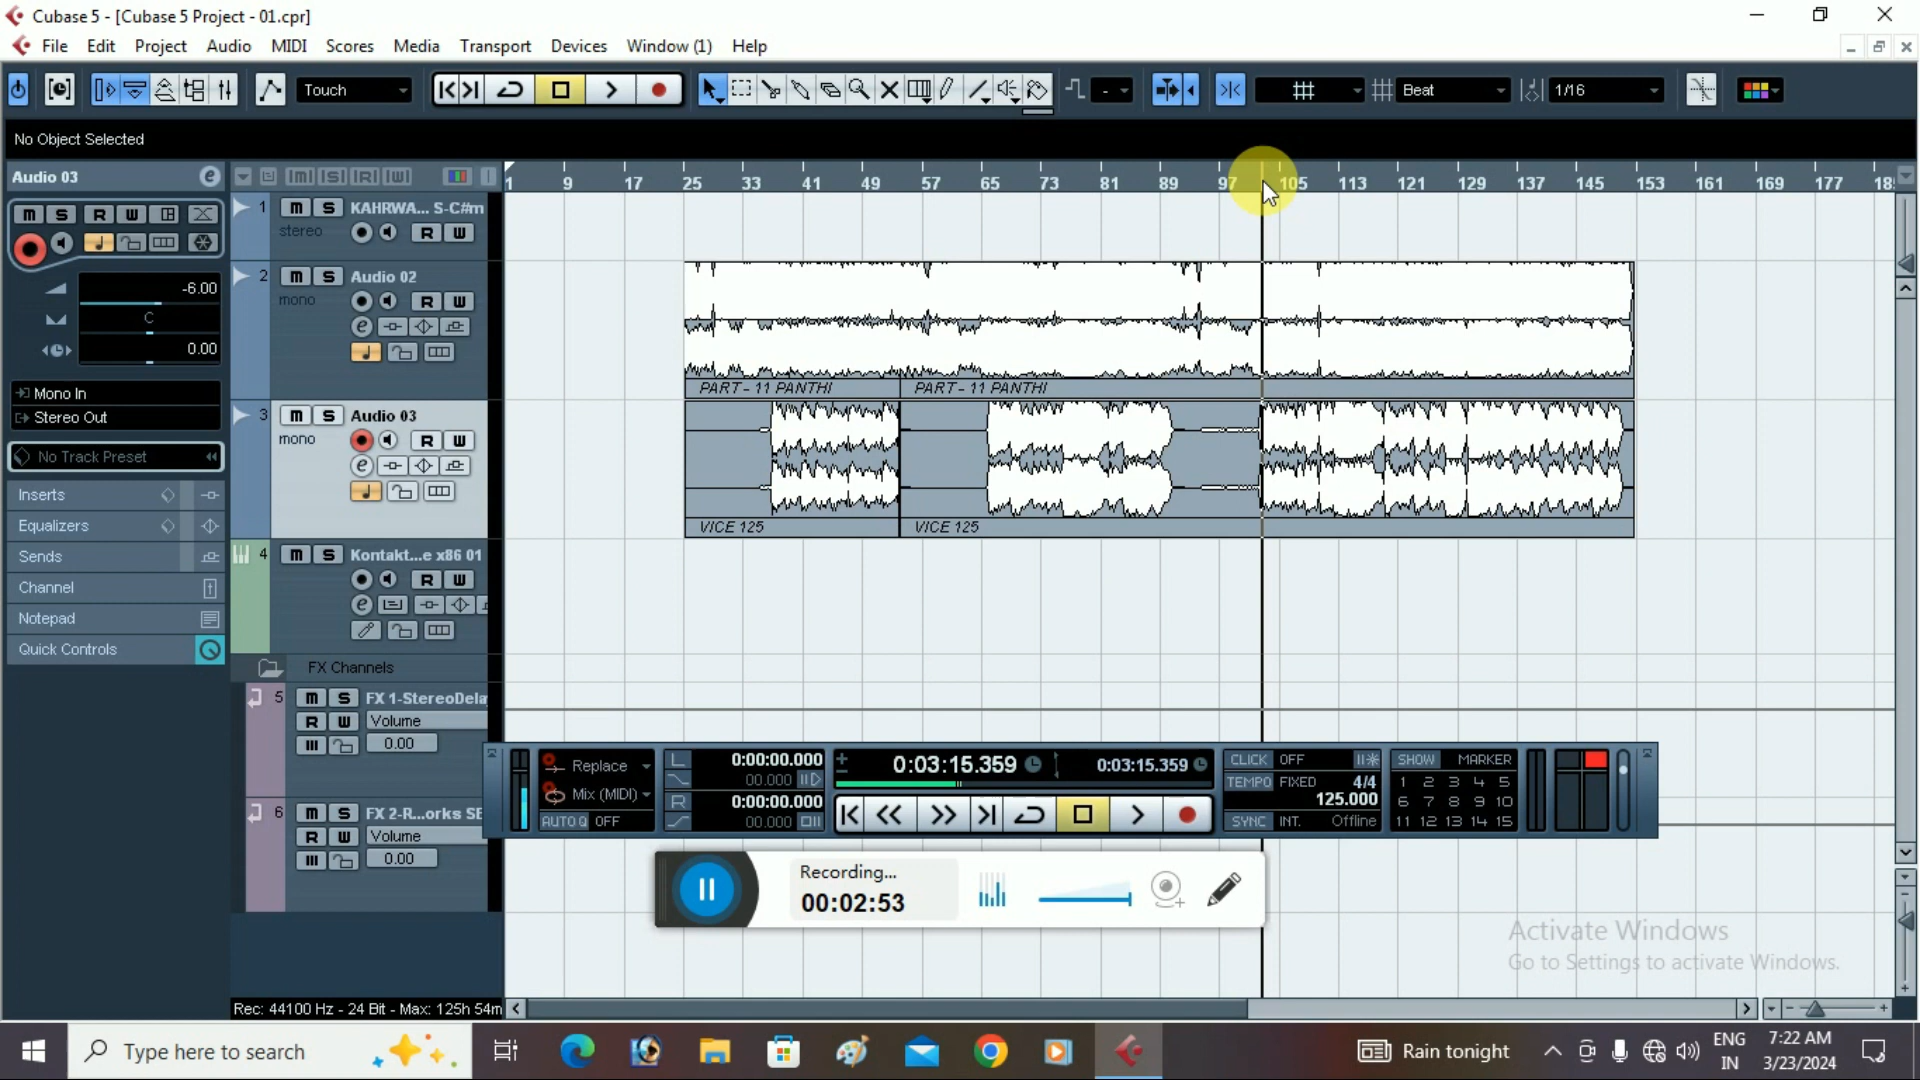 Cubase 5 - [Cubase 5 Project - 01.cpr]
File Edit Project Audio MIDI Scores Media Transport Devices Window (1) Help
Touch - Beat 1/16
No Object Selected
Audio 03
1 9 17 25 33 41 49 57 65 73 81 89 97 105 113 121 129 137 145 153 161 169 177
1 m S KAHRWA... S-C#m
stereo R W
2 m S Audio 02
mono R W
3 m S Audio 03
mono R W
4 m S Kontakt...e x86 01
R W
FX Channels
5 m S FX 1-StereoDela
R W Volume
0.00
6 m S FX 2-R...orks SE
R W Volume
0.00
m S R W
-6.00
C
0.00
Mono In
Stereo Out
No Track Preset
Inserts
Equalizers
Sends
Channel
Notepad
Quick Controls
PART - 11 PANTHI PART - 11 PANTHI
VICE 125 VICE 125
Replace
Mix (MIDI)
AUTO Q OFF
L 0:00:00.000
00.000
R 0:00:00.000
00.000
0:03:15.359 0:03:15.359
CLICK OFF
TEMPO FIXED 4/4
125.000
SYNC INT. Offline
SHOW MARKER
1 2 3 4 5
6 7 8 9 10
11 12 13 14 15
Recording...
00:02:53
Activate Windows
Go to Settings to activate Windows.
Rec: 44100 Hz - 24 Bit - Max: 125h 54m
Type here to search
Rain tonight
ENG
IN
7:22 AM
3/23/2024